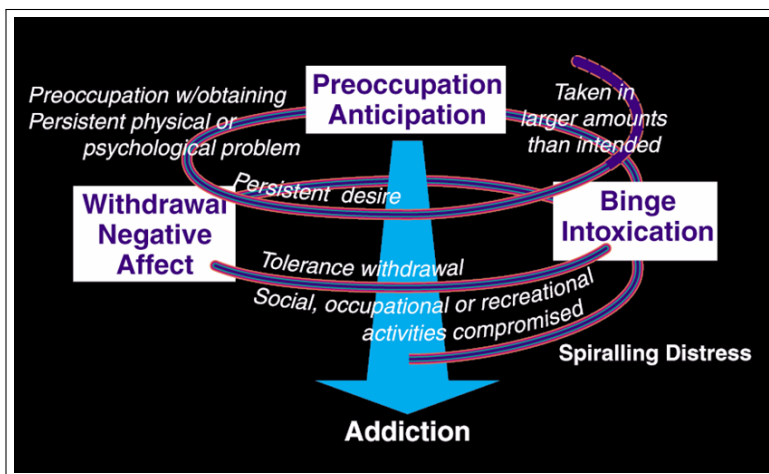 Preoccupation
Anticipation
Preoccupation w/obtaining
Persistent physical or
psychological problem
Taken in
larger amounts
than intended
Persistent desire
Withdrawal
Negative
Affect
Binge
Intoxication
Tolerance withdrawal
Social, occupational or recreational
activities compromised
Spiralling Distress
Addiction